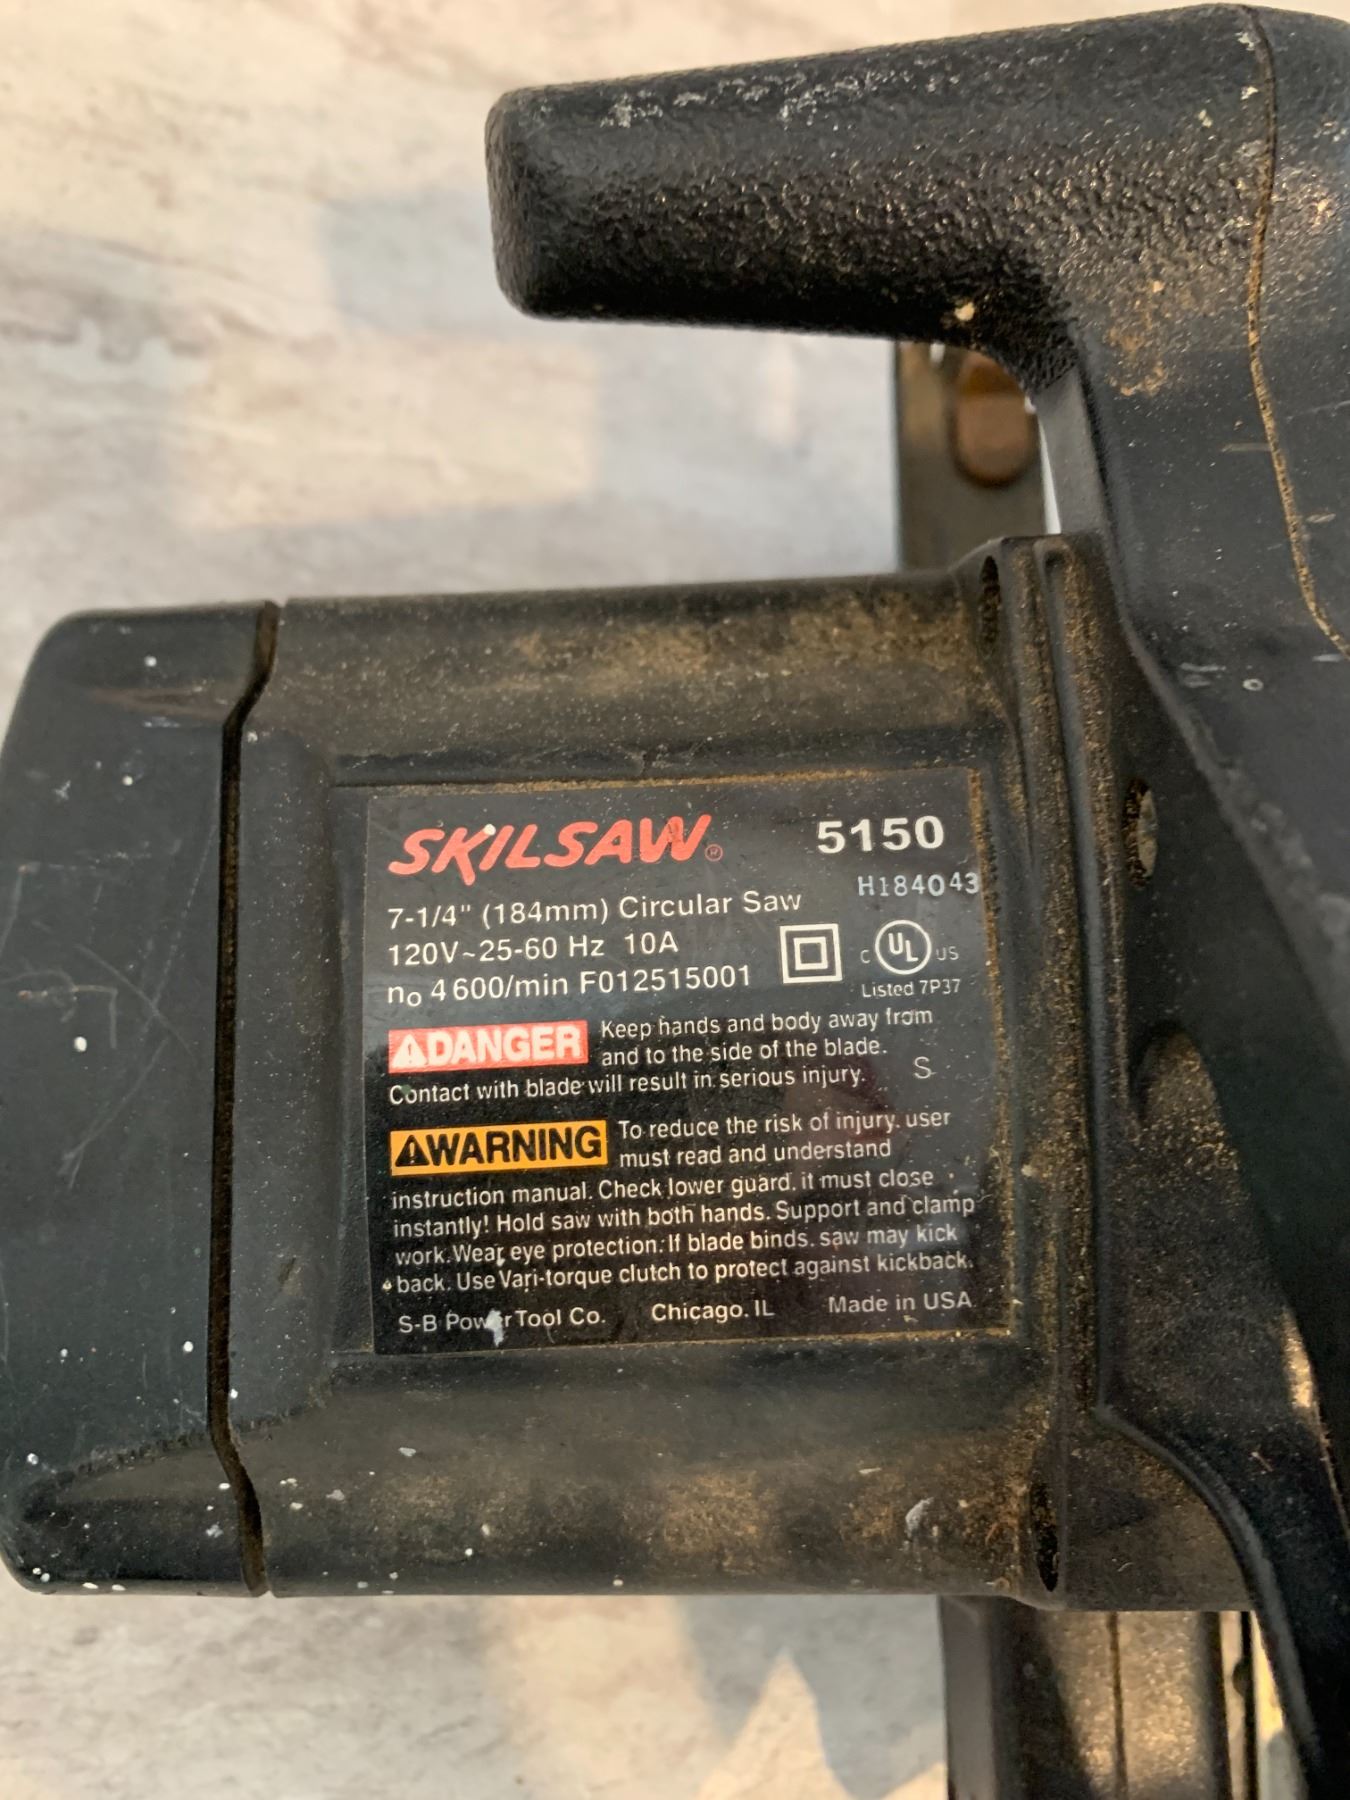 SKILSAW® 5150
H184043
7-1/4" (184mm) Circular Saw
120V~25-60 Hz 10A
no 4600/min F012515001
C UL US
Listed 7P37
DANGER Keep hands and body away from
and to the side of the blade.
Contact with blade will result in serious injury. S
WARNING To reduce the risk of injury, user
must read and understand
instruction manual. Check lower guard, it must close
instantly! Hold saw with both hands. Support and clamp
work. Wear eye protection. If blade binds, saw may kick
back. Use Vari-torque clutch to protect against kickback.
S-B Power Tool Co. Chicago, IL Made in USA